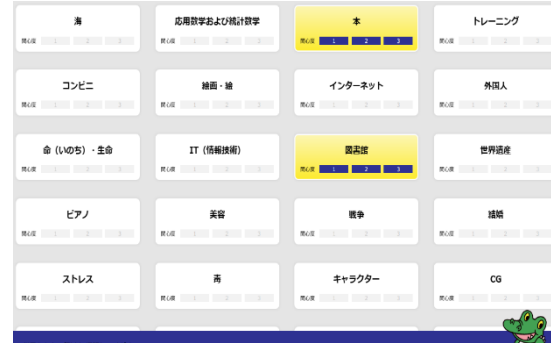 海
応用数学および統計数学
本
トレーニング
関心度 1 2 3
関心度 1 2 3
関心度 1 2 3
関心度 1 2 3
コンビニ
絵画・絵
インターネット
外国人
関心度 1 2 3
関心度 1 2 3
関心度 1 2 3
関心度 1 2 3
命(いのち)・生命
IT(情報技術)
図書館
世界遺産
関心度 1 2 3
関心度 1 2 3
関心度 1 2 3
関心度 1 2 3
ピアノ
美容
戦争
結婚
関心度 1 2 3
関心度 1 2 3
関心度 1 2 3
関心度 1 2 3
ストレス
キャラクター
CG
関心度 1 2 3
関心度 1 2 3
関心度 1 2 3
関心度 1 2 3